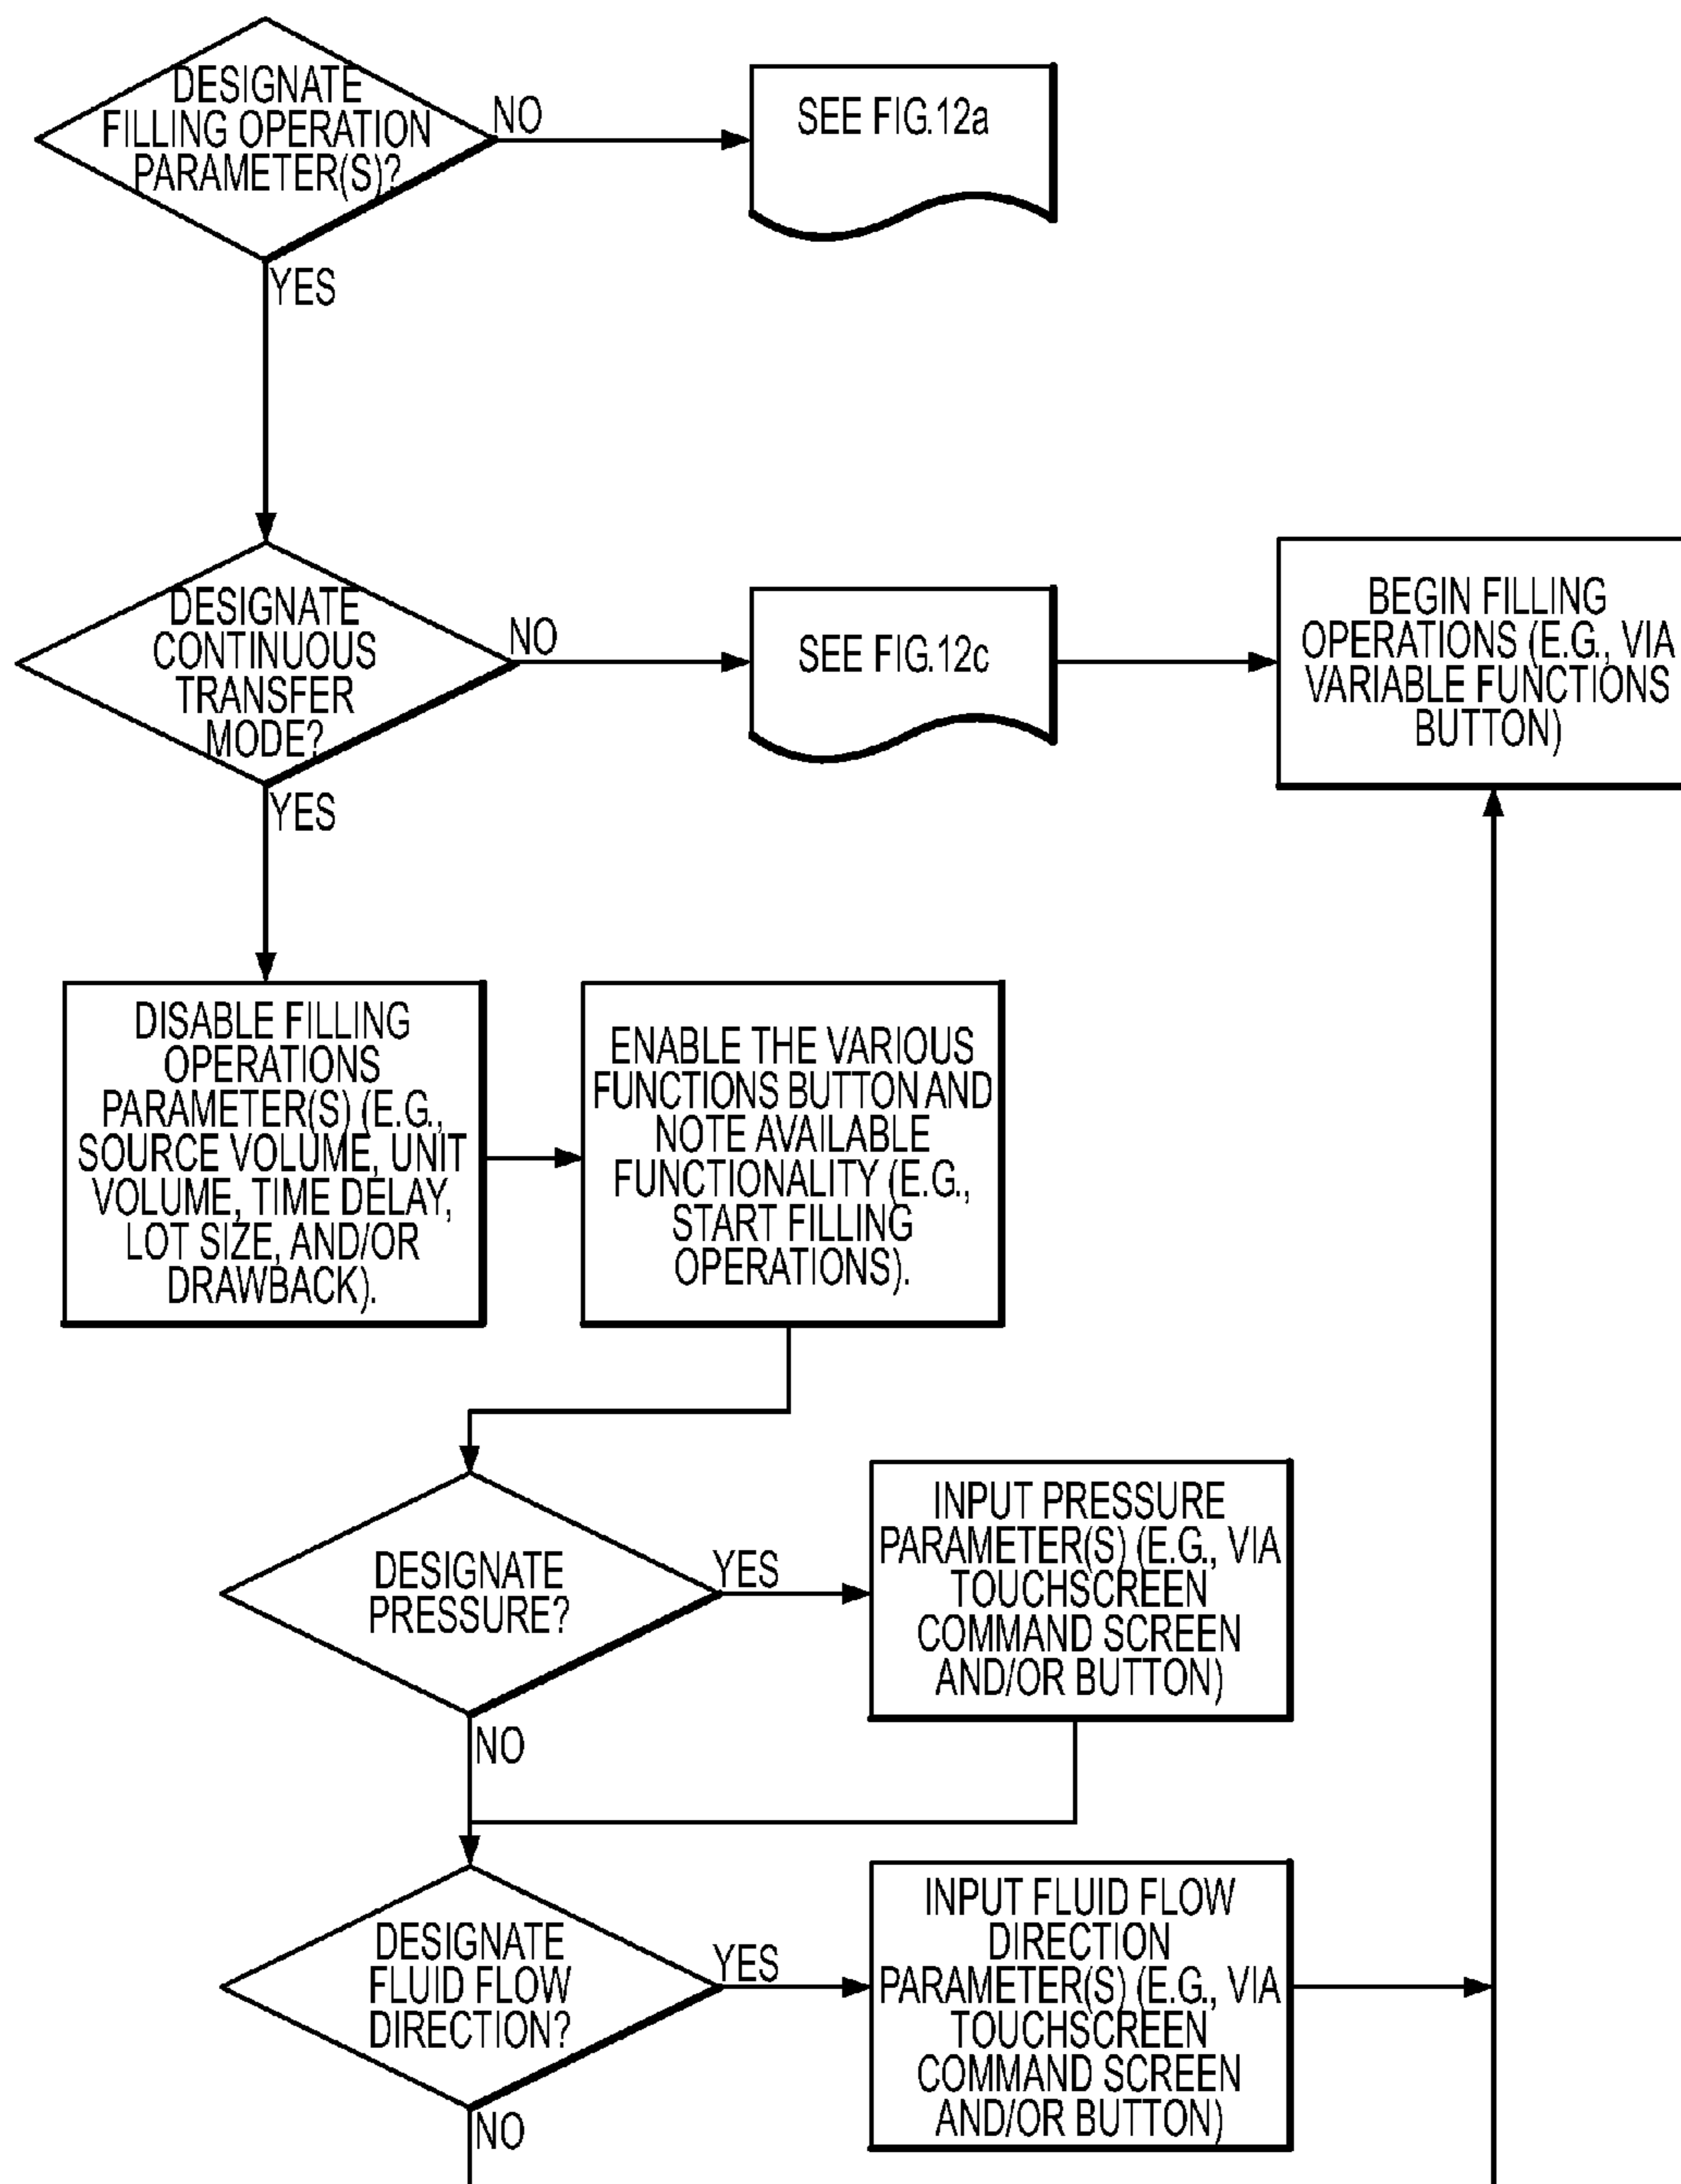 DESIGNATE
FILLING OPERATION
PARAMETER(S)?
NO
SEE FIG.12a
YES
DESIGNATE
CONTINUOUS
TRANSFER
MODE?
NO
SEE FIG.12c
BEGIN FILLING
OPERATIONS (E.G., VIA
VARIABLE FUNCTIONS
BUTTON)
YES
DISABLE FILLING
OPERATIONS
PARAMETER(S) (E.G.,
SOURCE VOLUME, UNIT
VOLUME, TIME DELAY,
LOT SIZE, AND/OR
DRAWBACK).
ENABLE THE VARIOUS
FUNCTIONS BUTTON AND
NOTE AVAILABLE
FUNCTIONALITY (E.G.,
START FILLING
OPERATIONS).
DESIGNATE
PRESSURE?
YES
INPUT PRESSURE
PARAMETER(S) (E.G., VIA
TOUCHSCREEN
COMMAND SCREEN
AND/OR BUTTON)
NO
DESIGNATE
FLUID FLOW
DIRECTION?
YES
INPUT FLUID FLOW
DIRECTION
PARAMETER(S) (E.G., VIA
TOUCHSCREEN
COMMAND SCREEN
AND/OR BUTTON)
NO